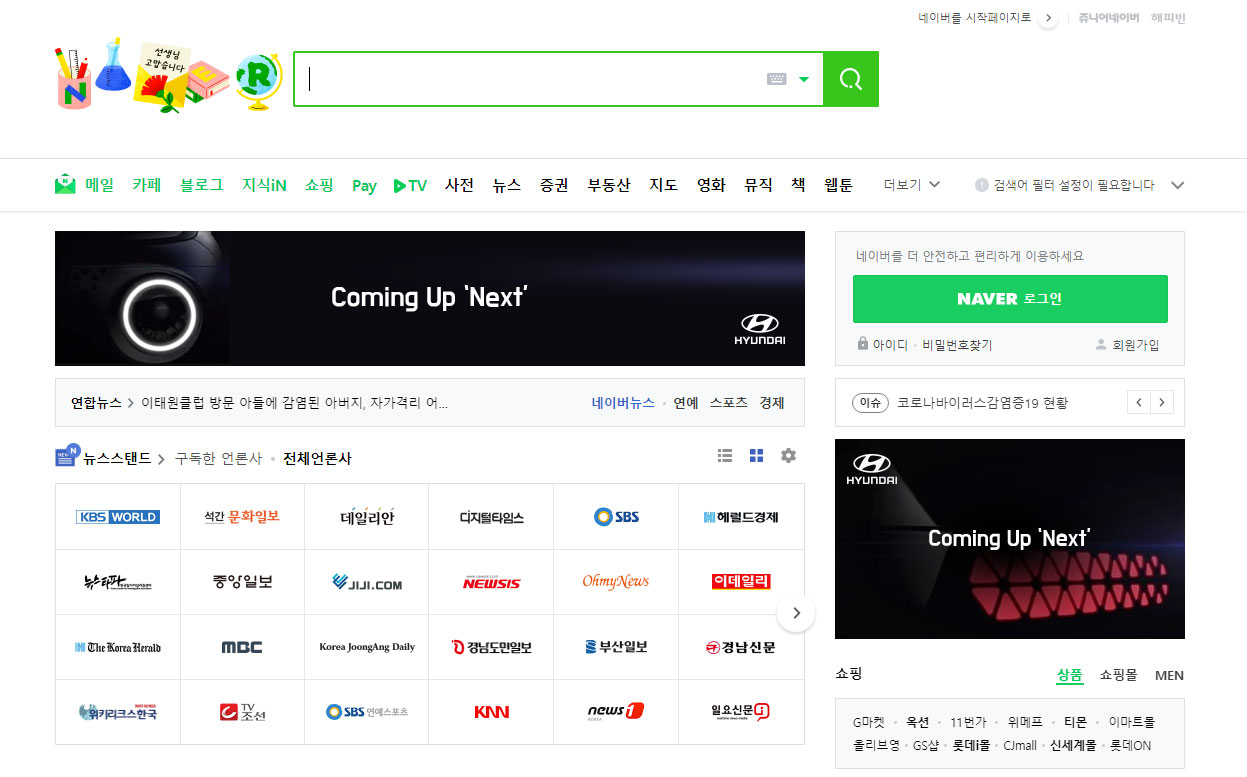 네이버를 시작페이지로 쥬니어네이버 해피빈
선생님
고맙습니다
N E R
메일 카페 블로그 지식iN 쇼핑 Pay TV 사전 뉴스 증권 부동산 지도 영화 뮤직 책 웹툰 더보기 검색어 필터 설정이 필요합니다
Coming Up 'Next'
HYUNDAI
네이버를 더 안전하고 편리하게 이용하세요
NAVER 로그인
아이디 · 비밀번호찾기 회원가입
연합뉴스 > 이태원클럽 방문 아들에 감염된 아버지, 자가격리 어... 네이버뉴스 · 연예 스포츠 경제
이슈 코로나바이러스감염증19 현황
NEW N 뉴스스탠드 > 구독한 언론사 · 전체언론사
KBS WORLD 석간 문화일보 데일리안 디지털타임스 SBS 헤럴드경제
뉴스타파 중앙일보 JIJI.COM NEWSIS OhmyNews 이데일리
The Korea Herald MBC Korea JoongAng Daily 경남도민일보 부산일보 경남신문
위키리크스한국 TV조선 SBS 연예스포츠 KNN news1 KOREA 일요신문
HYUNDAI
Coming Up 'Next'
쇼핑 상품 쇼핑몰 MEN
G마켓 · 옥션 · 11번가 · 위메프 · 티몬 · 이마트몰
올리브영 · GS샵 · 롯데i몰 · CJmall · 신세계몰 · 롯데ON